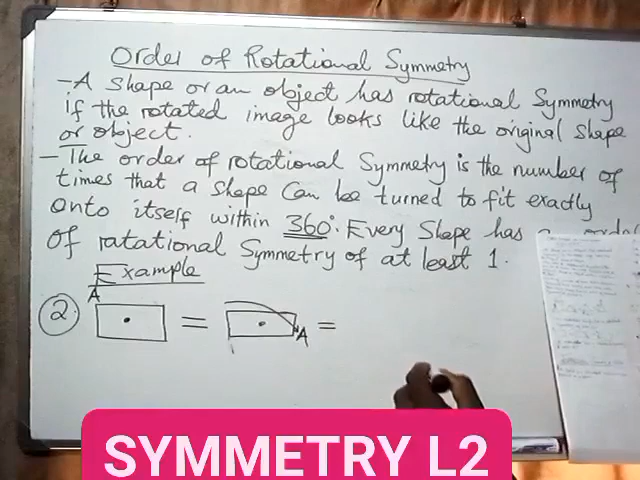 Order of Rotational Symmetry
- A shape or an object has rotational Symmetry
if the rotated image looks like the original shape
or object.
- The order of rotational Symmetry is the number of
times that a shape can be turned to fit exactly
onto itself within 360°. Every Shape has
of ratational Symmetry of at least 1.
Example
A
2. = A =
SYMMETRY L2